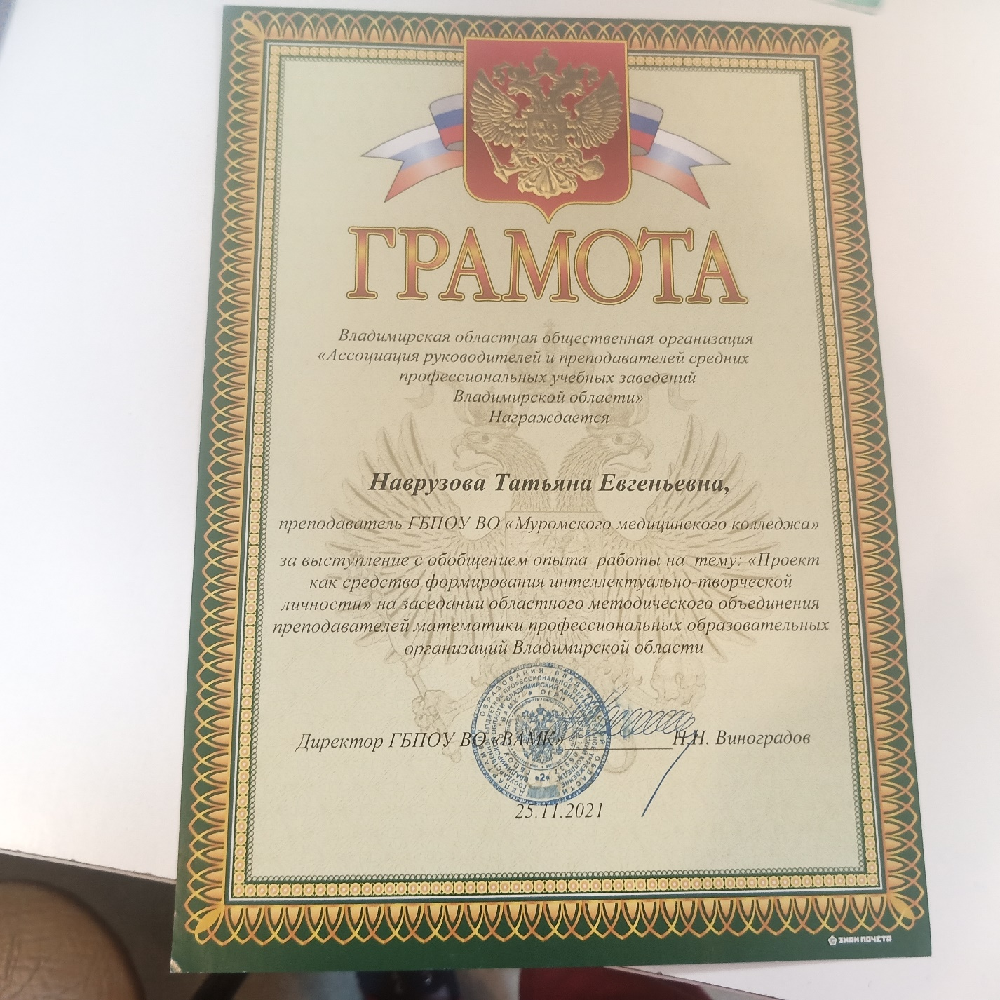 ГРАМОТА
Владимирская областная общественная организация
«Ассоциация руководителей и преподавателей средних
профессиональных учебных заведений
Владимирской области»
Награждается
Наврузова Татьяна Евгеньевна,
преподаватель ГБПОУ ВО «Муромского медицинского колледжа»
за выступление с обобщением опыта работы на тему: «Проект
как средство формирования интеллектуально-творческой
личности» на заседании областного методического объединения
преподавателей математики профессиональных образовательных
организаций Владимирской области
Директор ГБПОУ ВО «ВАМК» Н.Н. Виноградов
25.11.2021
ЗНАК ПОЧЕТА